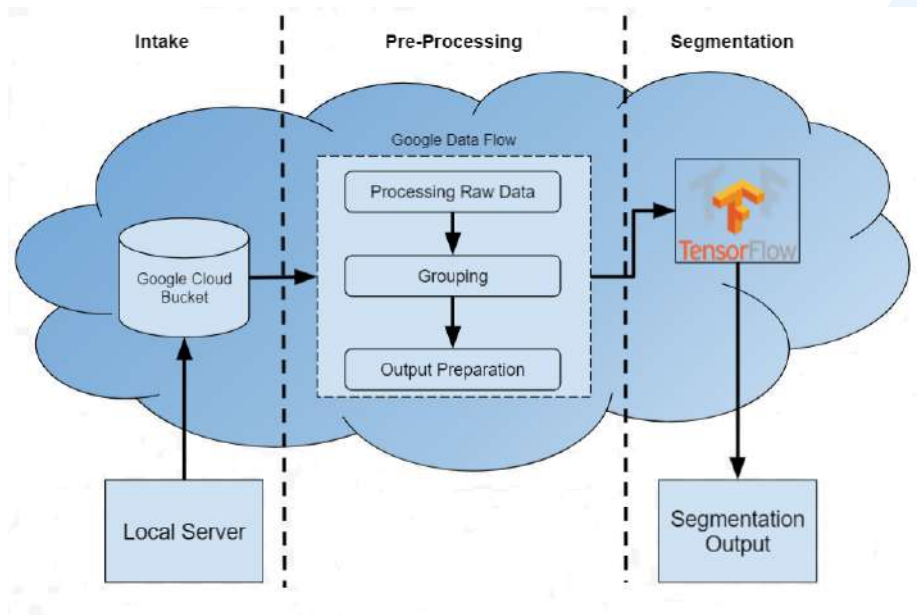 Intake
Pre-Processing
Segmentation
Google Data Flow
Processing Raw Data
Grouping
Output Preparation
Google Cloud
Bucket
TensorFlow
Local Server
Segmentation
Output